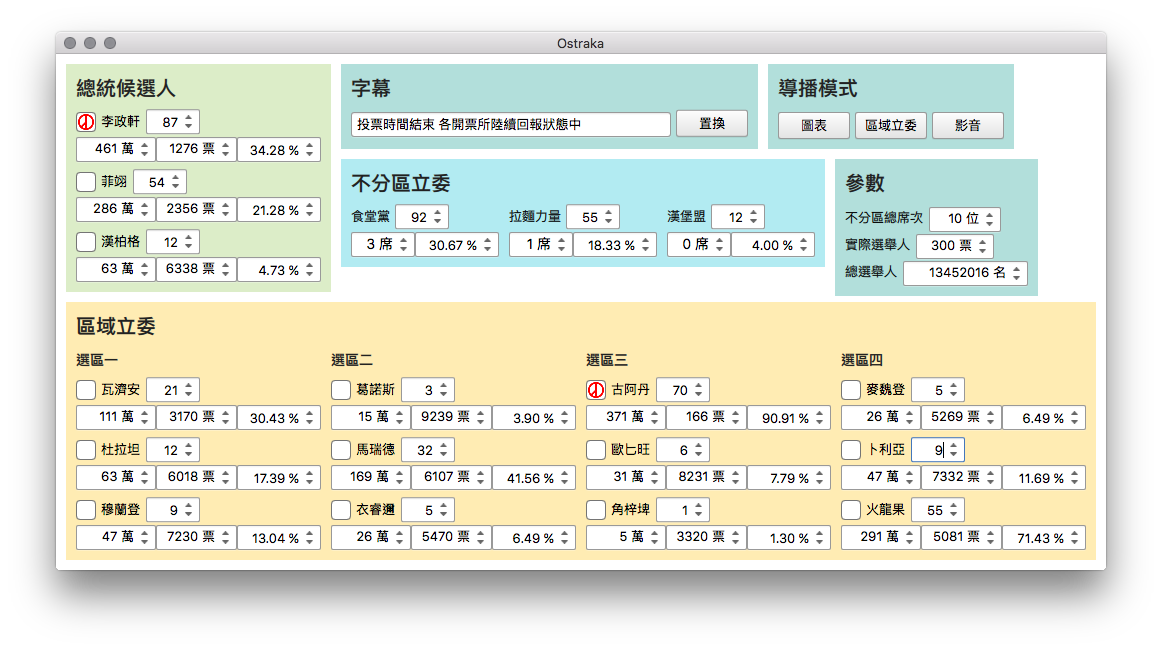 Ostraka
總統候選人
李政軒 87
461 萬 1276 票 34.28 %
菲翊 54
286 萬 2356 票 21.28 %
漢柏格 12
63 萬 6338 票 4.73 %
字幕
投票時間結束 各開票所陸續回報狀態中 置換
導播模式
圖表 區域立委 影音
不分區立委
食堂黨 92 拉麵力量 55 漢堡盟 12
3 席 30.67 % 1 席 18.33 % 0 席 4.00 %
參數
不分區總席次 10 位
實際選舉人 300 票
總選舉人 13452016 名
區域立委
選區一 選區二 選區三 選區四
瓦濟安 21 葛諾斯 3 古阿丹 70 麥魏登 5
111 萬 3170 票 30.43 % 15 萬 9239 票 3.90 % 371 萬 166 票 90.91 % 26 萬 5269 票 6.49 %
杜拉坦 12 馬瑞德 32 歐匕旺 6 卜利亞 9
63 萬 6018 票 17.39 % 169 萬 6107 票 41.56 % 31 萬 8231 票 7.79 % 47 萬 7332 票 11.69 %
穆蘭登 9 衣睿邇 5 角梓埤 1 火龍果 55
47 萬 7230 票 13.04 % 26 萬 5470 票 6.49 % 5 萬 3320 票 1.30 % 291 萬 5081 票 71.43 %